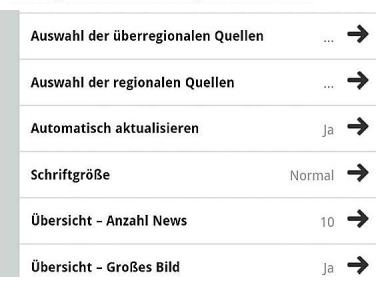 Auswahl der überregionalen Quellen ...
Auswahl der regionalen Quellen ...
Automatisch aktualisieren Ja
Schriftgröße Normal
Übersicht – Anzahl News 10
Übersicht – Großes Bild Ja